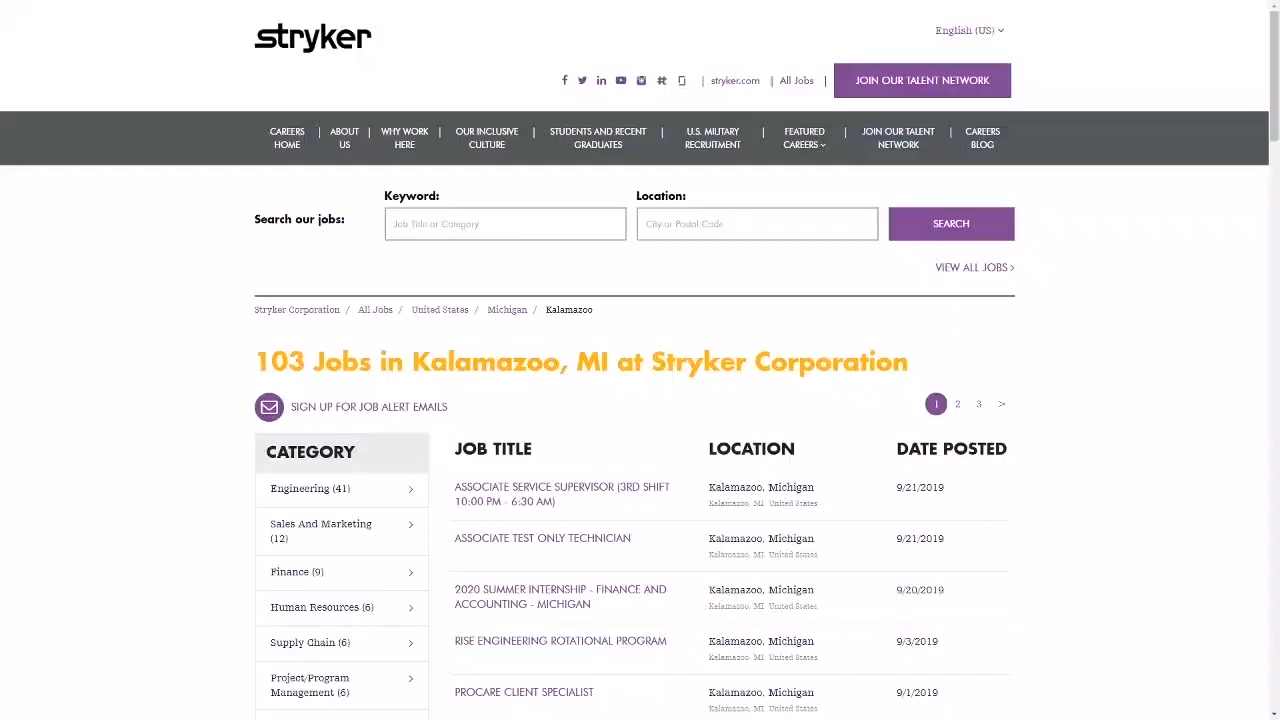 stryker
English (US)
stryker.com
All Jobs
JOIN OUR TALENT NETWORK
CAREERS HOME
ABOUT US
WHY WORK HERE
OUR INCLUSIVE CULTURE
STUDENTS AND RECENT GRADUATES
U.S. MILITARY RECRUITMENT
FEATURED CAREERS
JOIN OUR TALENT NETWORK
CAREERS BLOG
Search our jobs:
Keyword:
Job Title or Category
Location:
City or Postal Code
SEARCH
VIEW ALL JOBS >
Stryker Corporation / All Jobs / United States / Michigan / Kalamazoo
103 Jobs in Kalamazoo, MI at Stryker Corporation
SIGN UP FOR JOB ALERT EMAILS
1 2 3 >
CATEGORY
Engineering (41)
Sales And Marketing
(12)
Finance (9)
Human Resources (6)
Supply Chain (6)
Project/Program
Management (6)
JOB TITLE LOCATION DATE POSTED
ASSOCIATE SERVICE SUPERVISOR (3RD SHIFT
10:00 PM - 6:30 AM)
Kalamazoo, Michigan
Kalamazoo, MI United States
9/21/2019
ASSOCIATE TEST ONLY TECHNICIAN
Kalamazoo, Michigan
Kalamazoo, MI United States
9/21/2019
2020 SUMMER INTERNSHIP - FINANCE AND
ACCOUNTING - MICHIGAN
Kalamazoo, Michigan
Kalamazoo, MI United States
9/20/2019
RISE ENGINEERING ROTATIONAL PROGRAM
Kalamazoo, Michigan
Kalamazoo, MI United States
9/3/2019
PROCARE CLIENT SPECIALIST
Kalamazoo, Michigan
Kalamazoo, MI United States
9/1/2019